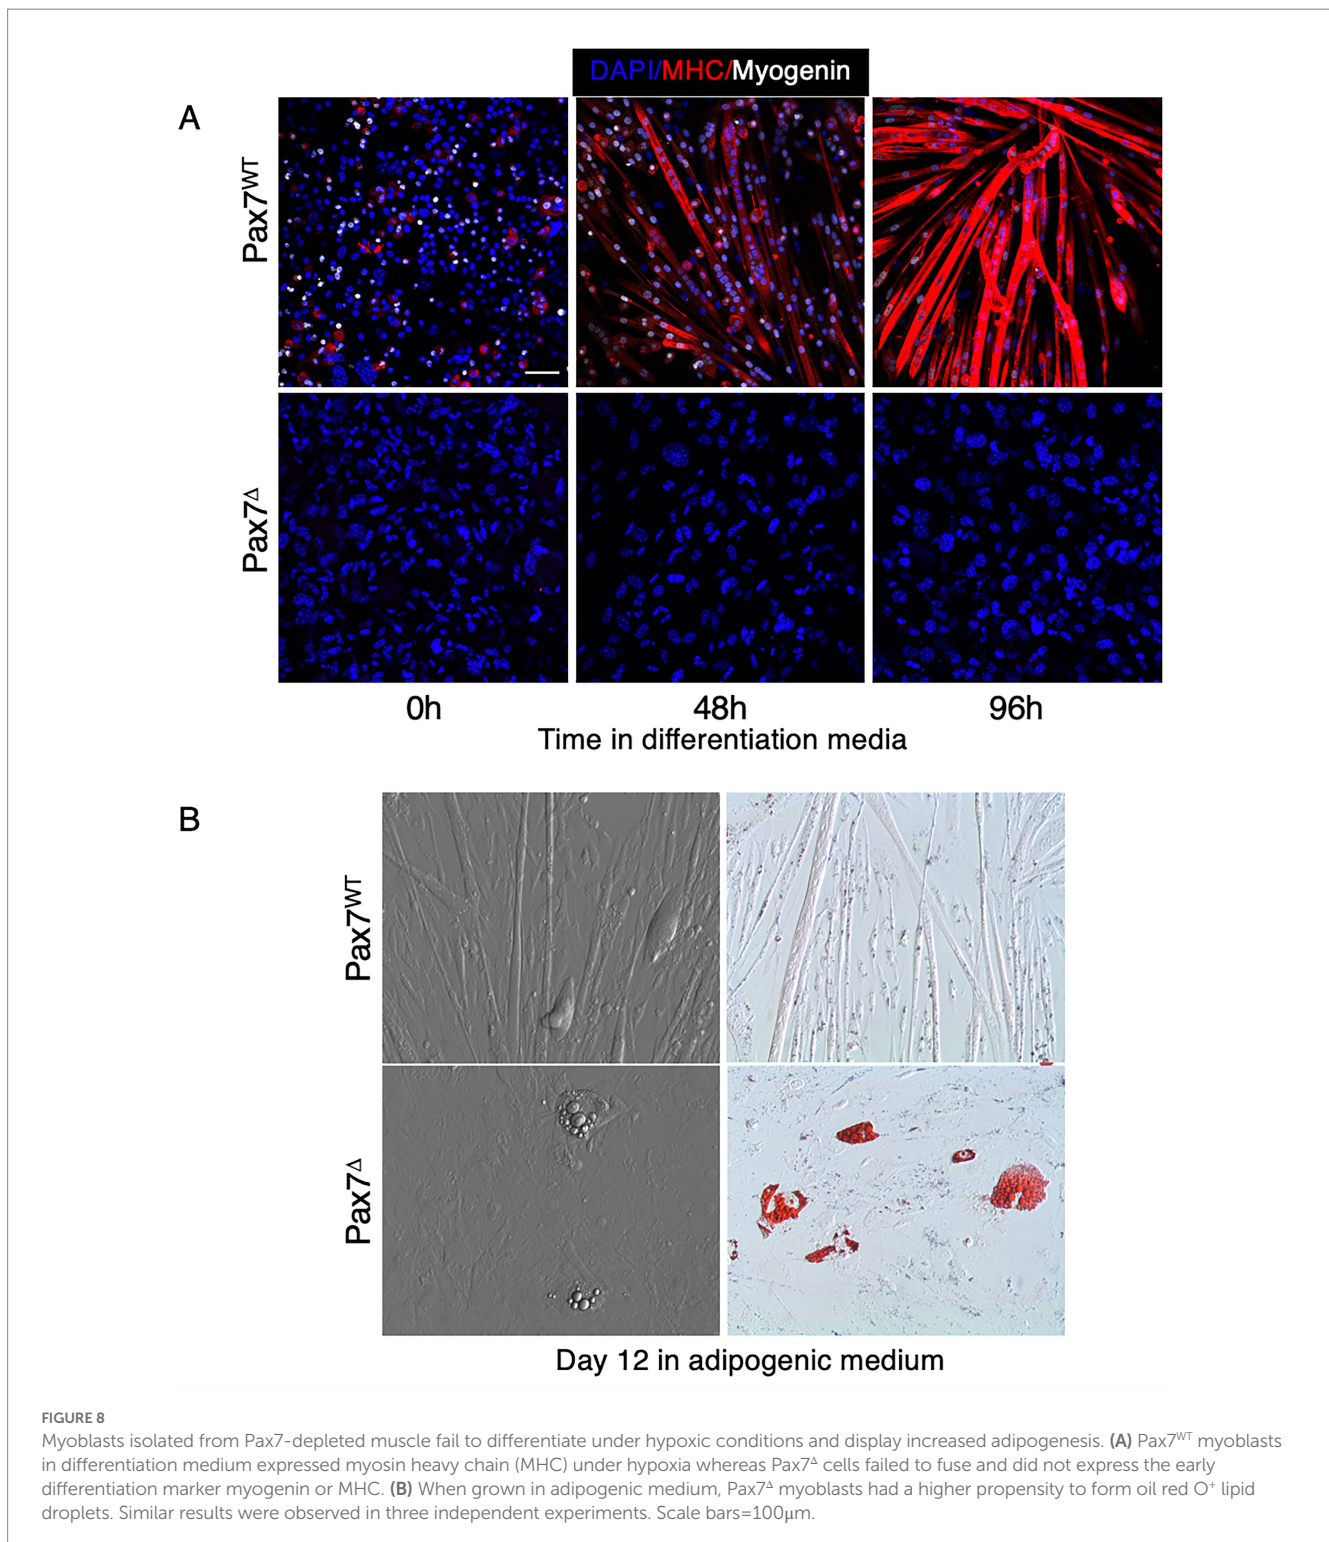 DAPI/MHC/Myogenin
A
Pax7WT
Pax7Δ
0h 48h 96h
Time in differentiation media
B
Pax7WT
Pax7Δ
Day 12 in adipogenic medium
FIGURE 8
Myoblasts isolated from Pax7-depleted muscle fail to differentiate under hypoxic conditions and display increased adipogenesis. (A) Pax7WT myoblasts
in differentiation medium expressed myosin heavy chain (MHC) under hypoxia whereas Pax7Δ cells failed to fuse and did not express the early
differentiation marker myogenin or MHC. (B) When grown in adipogenic medium, Pax7Δ myoblasts had a higher propensity to form oil red O+ lipid
droplets. Similar results were observed in three independent experiments. Scale bars=100μm.